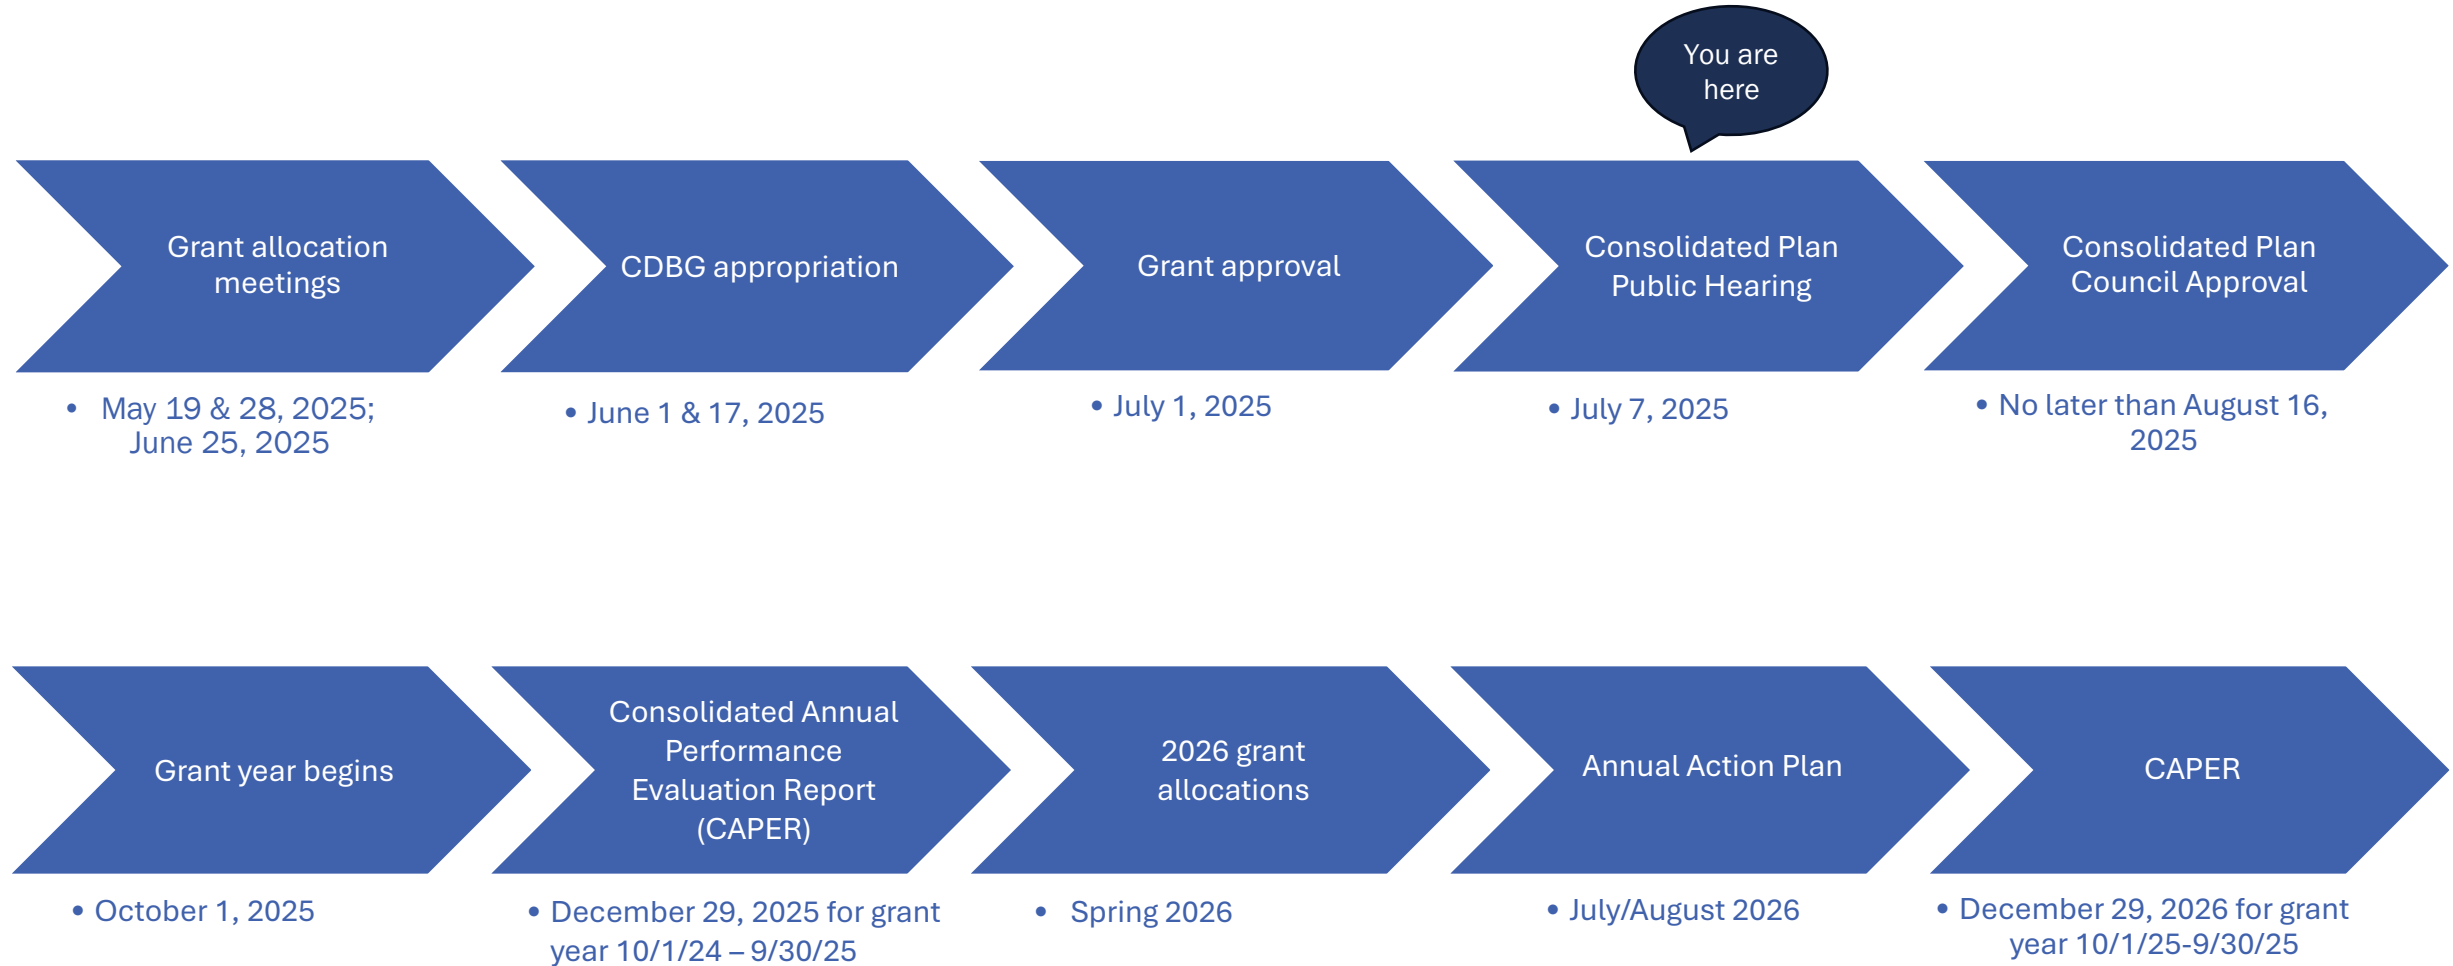 You are
here
Grant allocation
meetings
CDBG appropriation
Grant approval
Consolidated Plan
Public Hearing
Consolidated Plan
Council Approval
• May 19 & 28, 2025;
June 25, 2025
• June 1 & 17, 2025
• July 1, 2025
• July 7, 2025
• No later than August 16,
2025
Grant year begins
Consolidated Annual
Performance
Evaluation Report
(CAPER)
2026 grant
allocations
Annual Action Plan
CAPER
• October 1, 2025
• December 29, 2025 for grant
year 10/1/24 – 9/30/25
• Spring 2026
• July/August 2026
• December 29, 2026 for grant
year 10/1/25-9/30/25